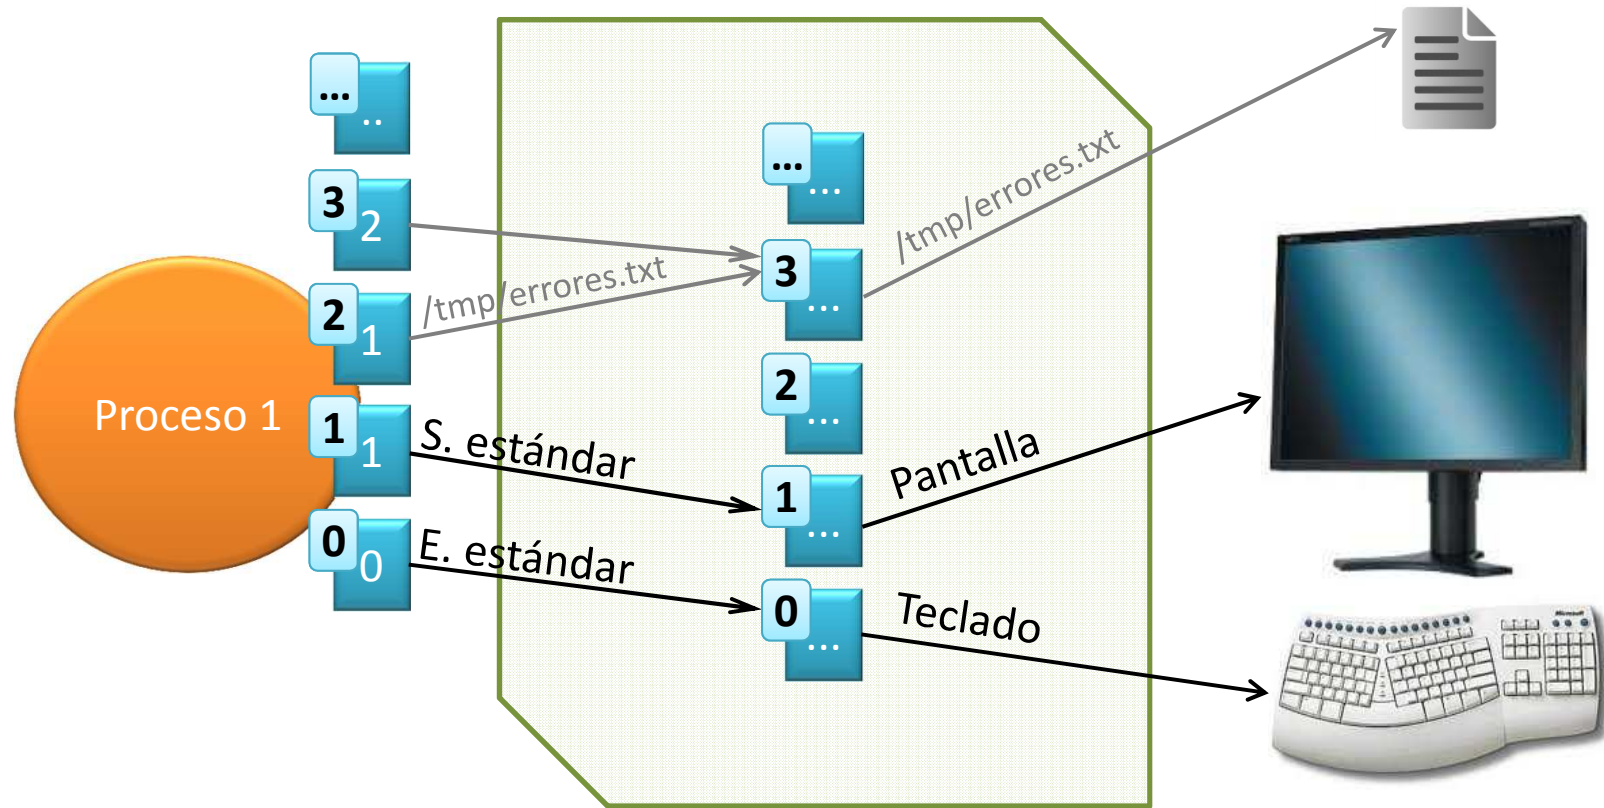 ...
..
3
2
2
1
Proceso 1
1
1
0
0
/tmp/errores.txt
S. estándar
E. estándar
...
...
3
...
2
...
1
...
0
...
/tmp/errores.txt
Pantalla
Teclado
Microsoft